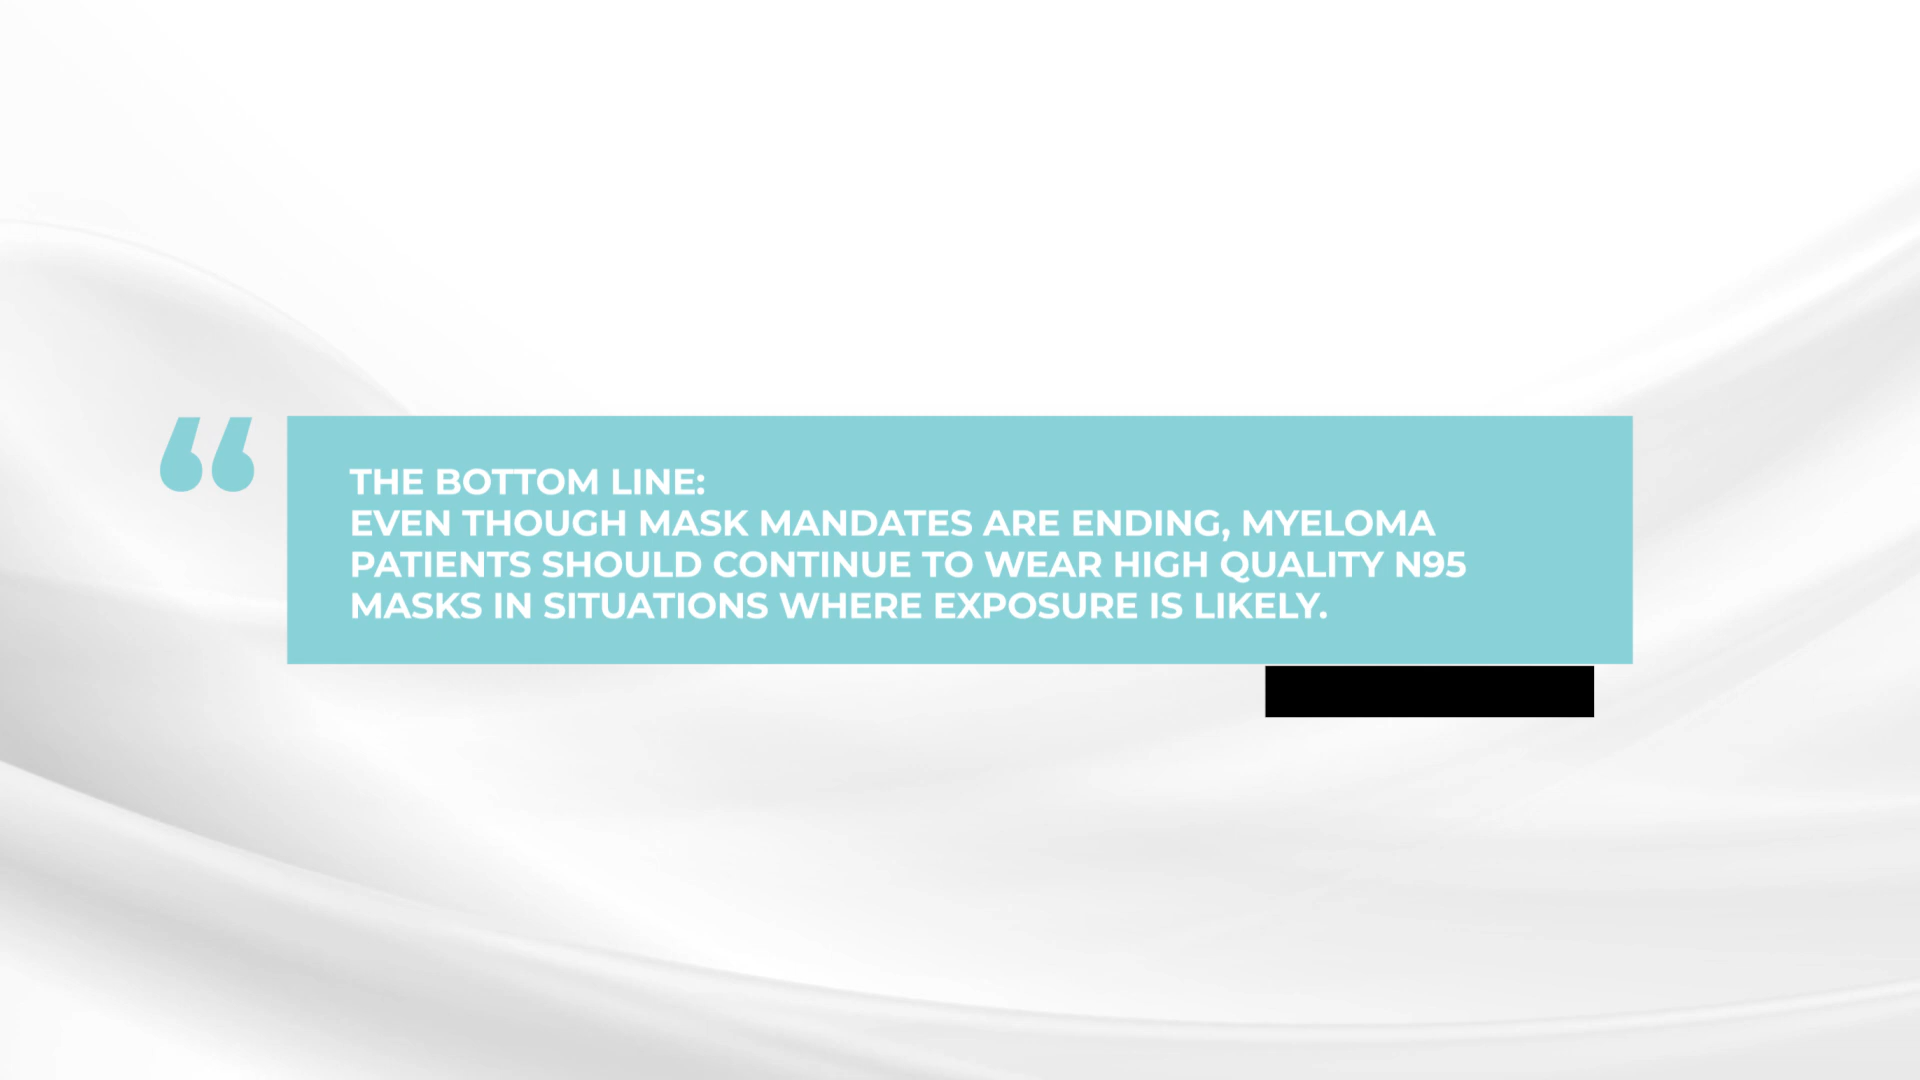 “
THE BOTTOM LINE:
EVEN THOUGH MASK MANDATES ARE ENDING, MYELOMA
PATIENTS SHOULD CONTINUE TO WEAR HIGH QUALITY N95
MASKS IN SITUATIONS WHERE EXPOSURE IS LIKELY.